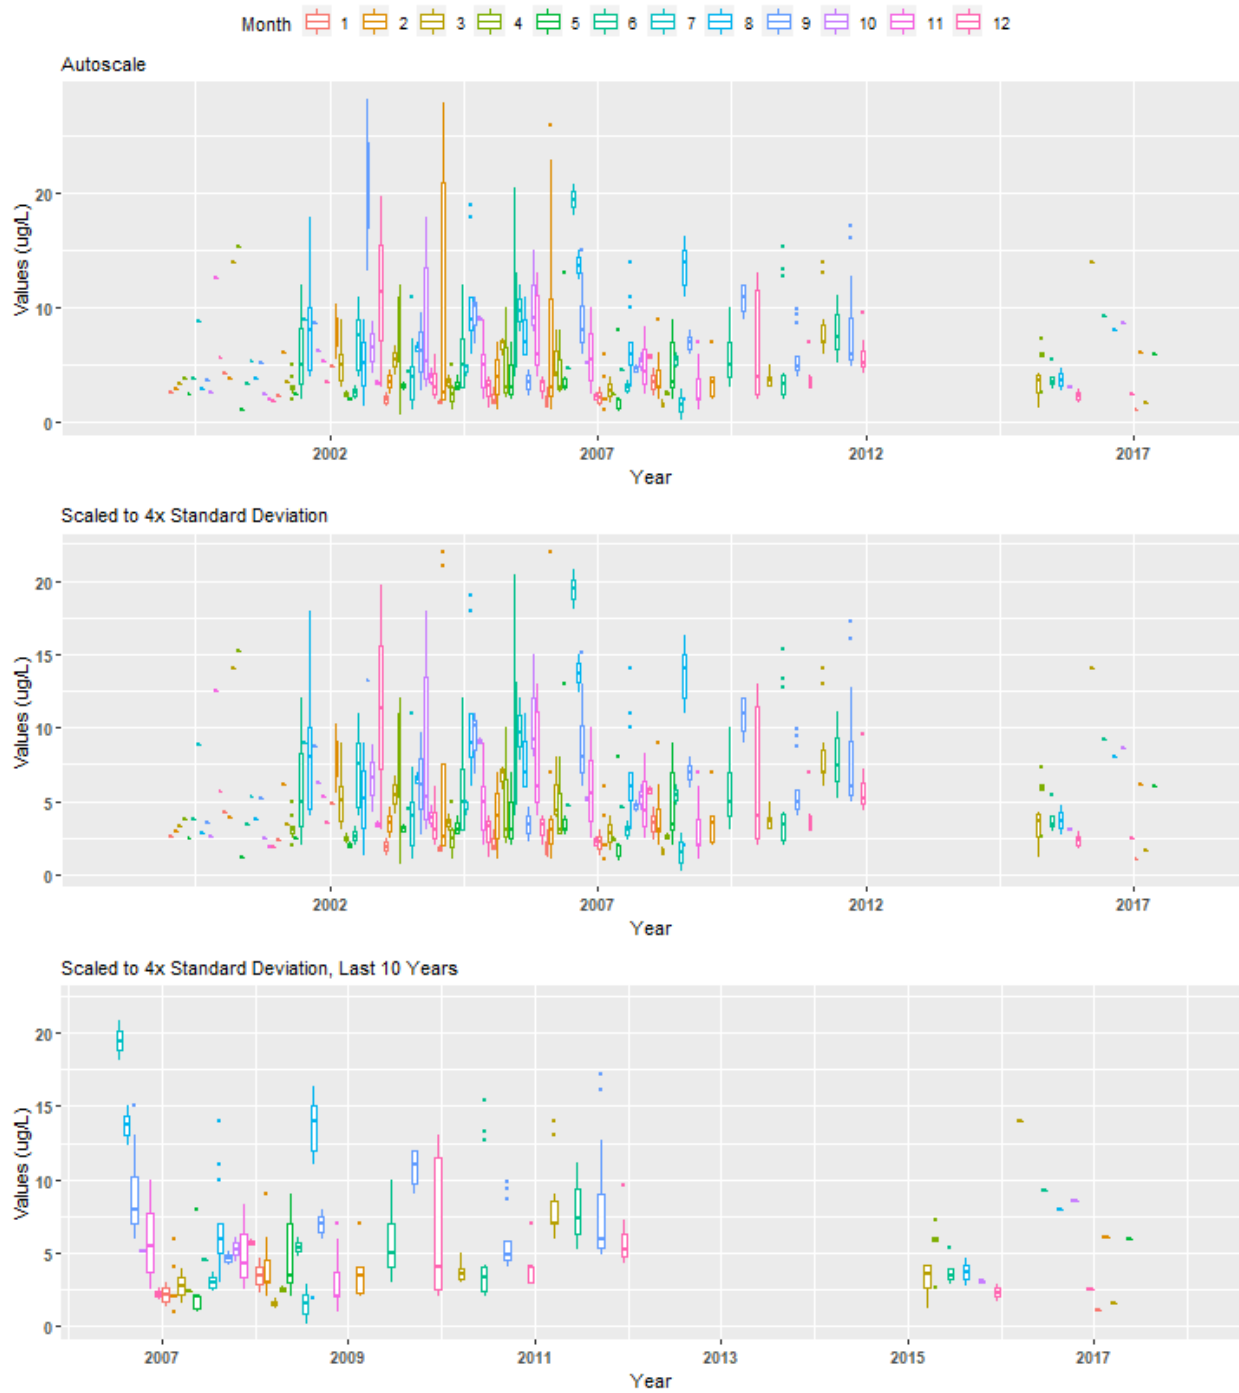 Month 1 2 3 4 5 6 7 8 9 10 11 12
Autoscale
Values (ug/L)
20
10
0
2002 2007 2012 2017
Year
Scaled to 4x Standard Deviation
Values (ug/L)
20
15
10
5
0
2002 2007 2012 2017
Year
Scaled to 4x Standard Deviation, Last 10 Years
Values (ug/L)
20
15
10
5
0
2007 2009 2011 2013 2015 2017
Year